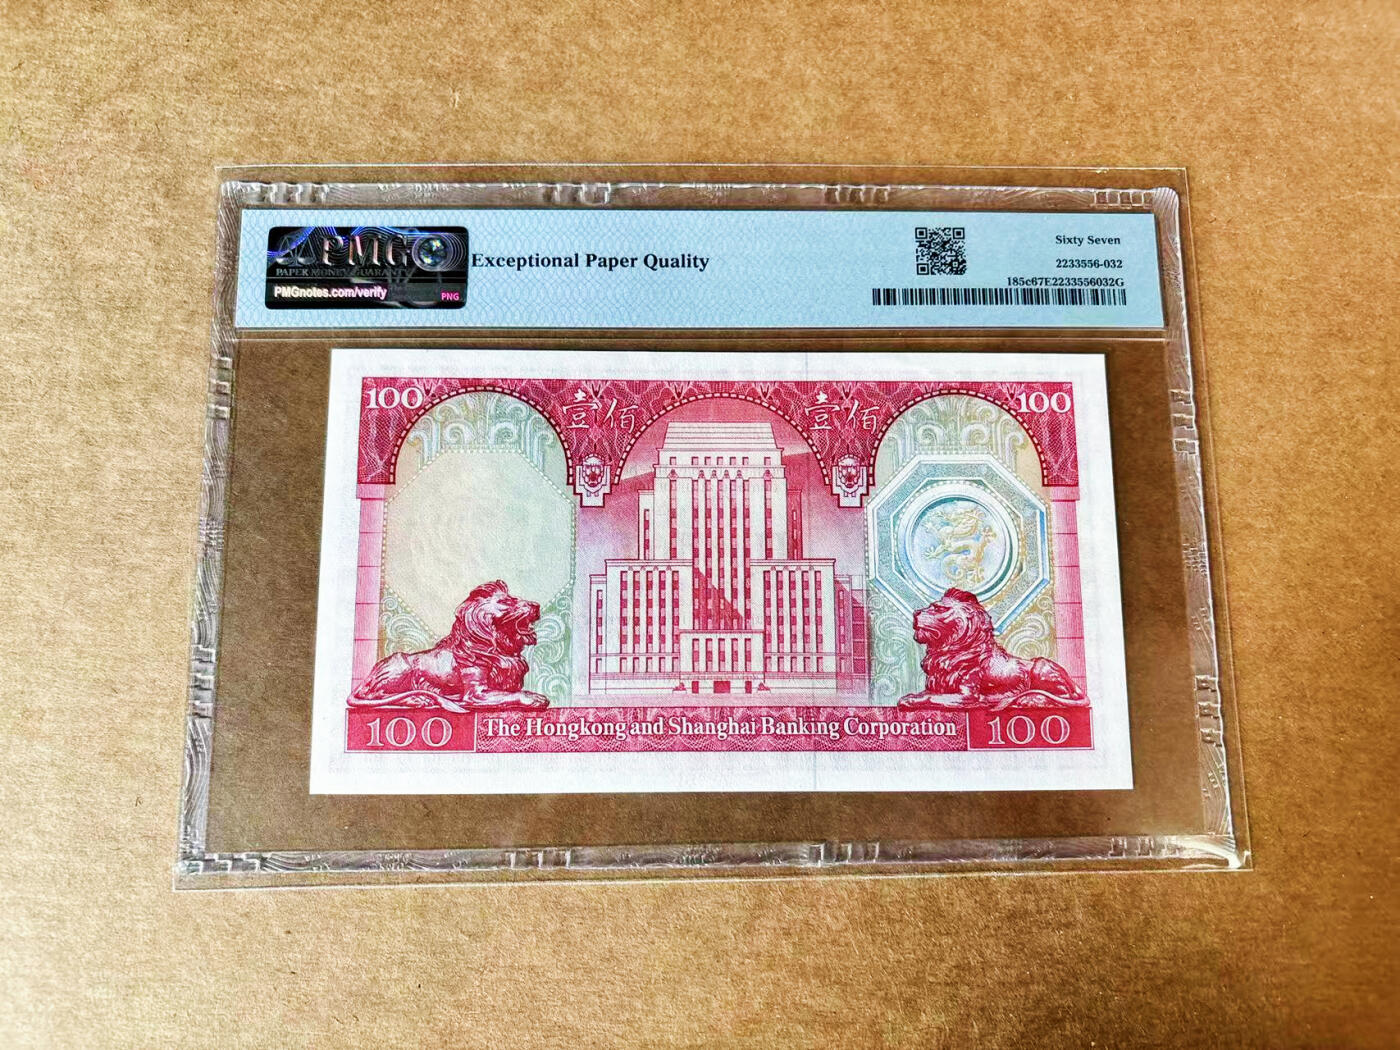 PMG
PAPER MONEY GUARANTY
PMGnotes.com/verify
PNG
Exceptional Paper Quality
Sixty Seven
2233556-032
185c67E2233556032G
100 壹佰 壹佰 100
100 The Hongkong and Shanghai Banking Corporation 100